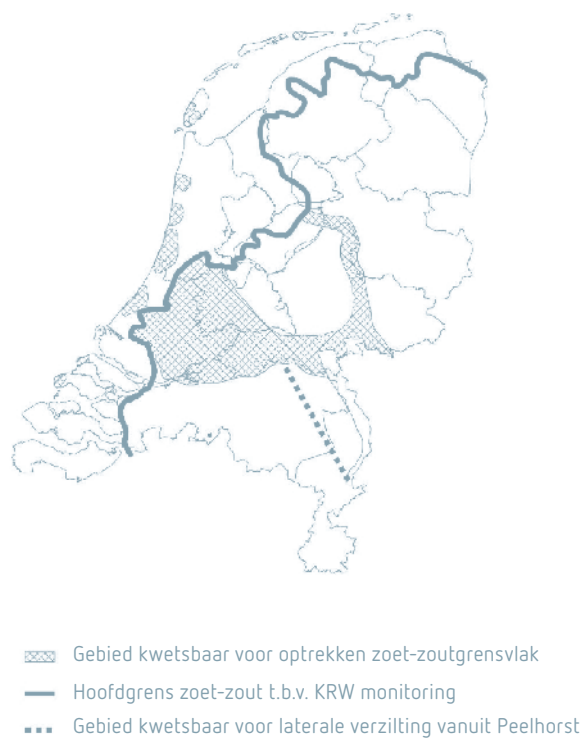 Gebied kwetsbaar voor optrekken zoet-zoutgrensvlak
Hoofdgrens zoet-zout t.b.v. KRW monitoring
Gebied kwetsbaar voor laterale verzilting vanuit Peelhorst